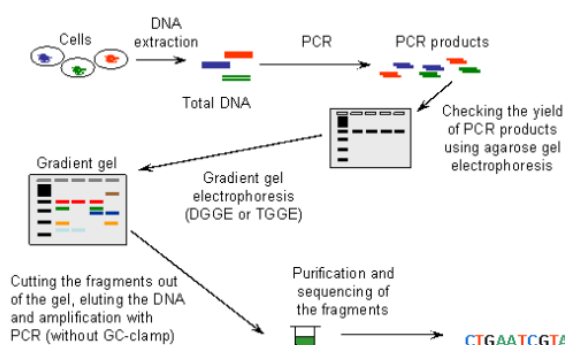 Cells
DNA
extraction
PCR
PCR products
Total DNA
Checking the yield
of PCR products
using agarose gel
electrophoresis
Gradient gel
Gradient gel
electrophoresis
(DGGE or TGGE)
Cutting the fragments out
of the gel, eluting the DNA
and amplification with
PCR (without GC-clamp)
Purification and
sequencing of
the fragments
CTGAATCGTA